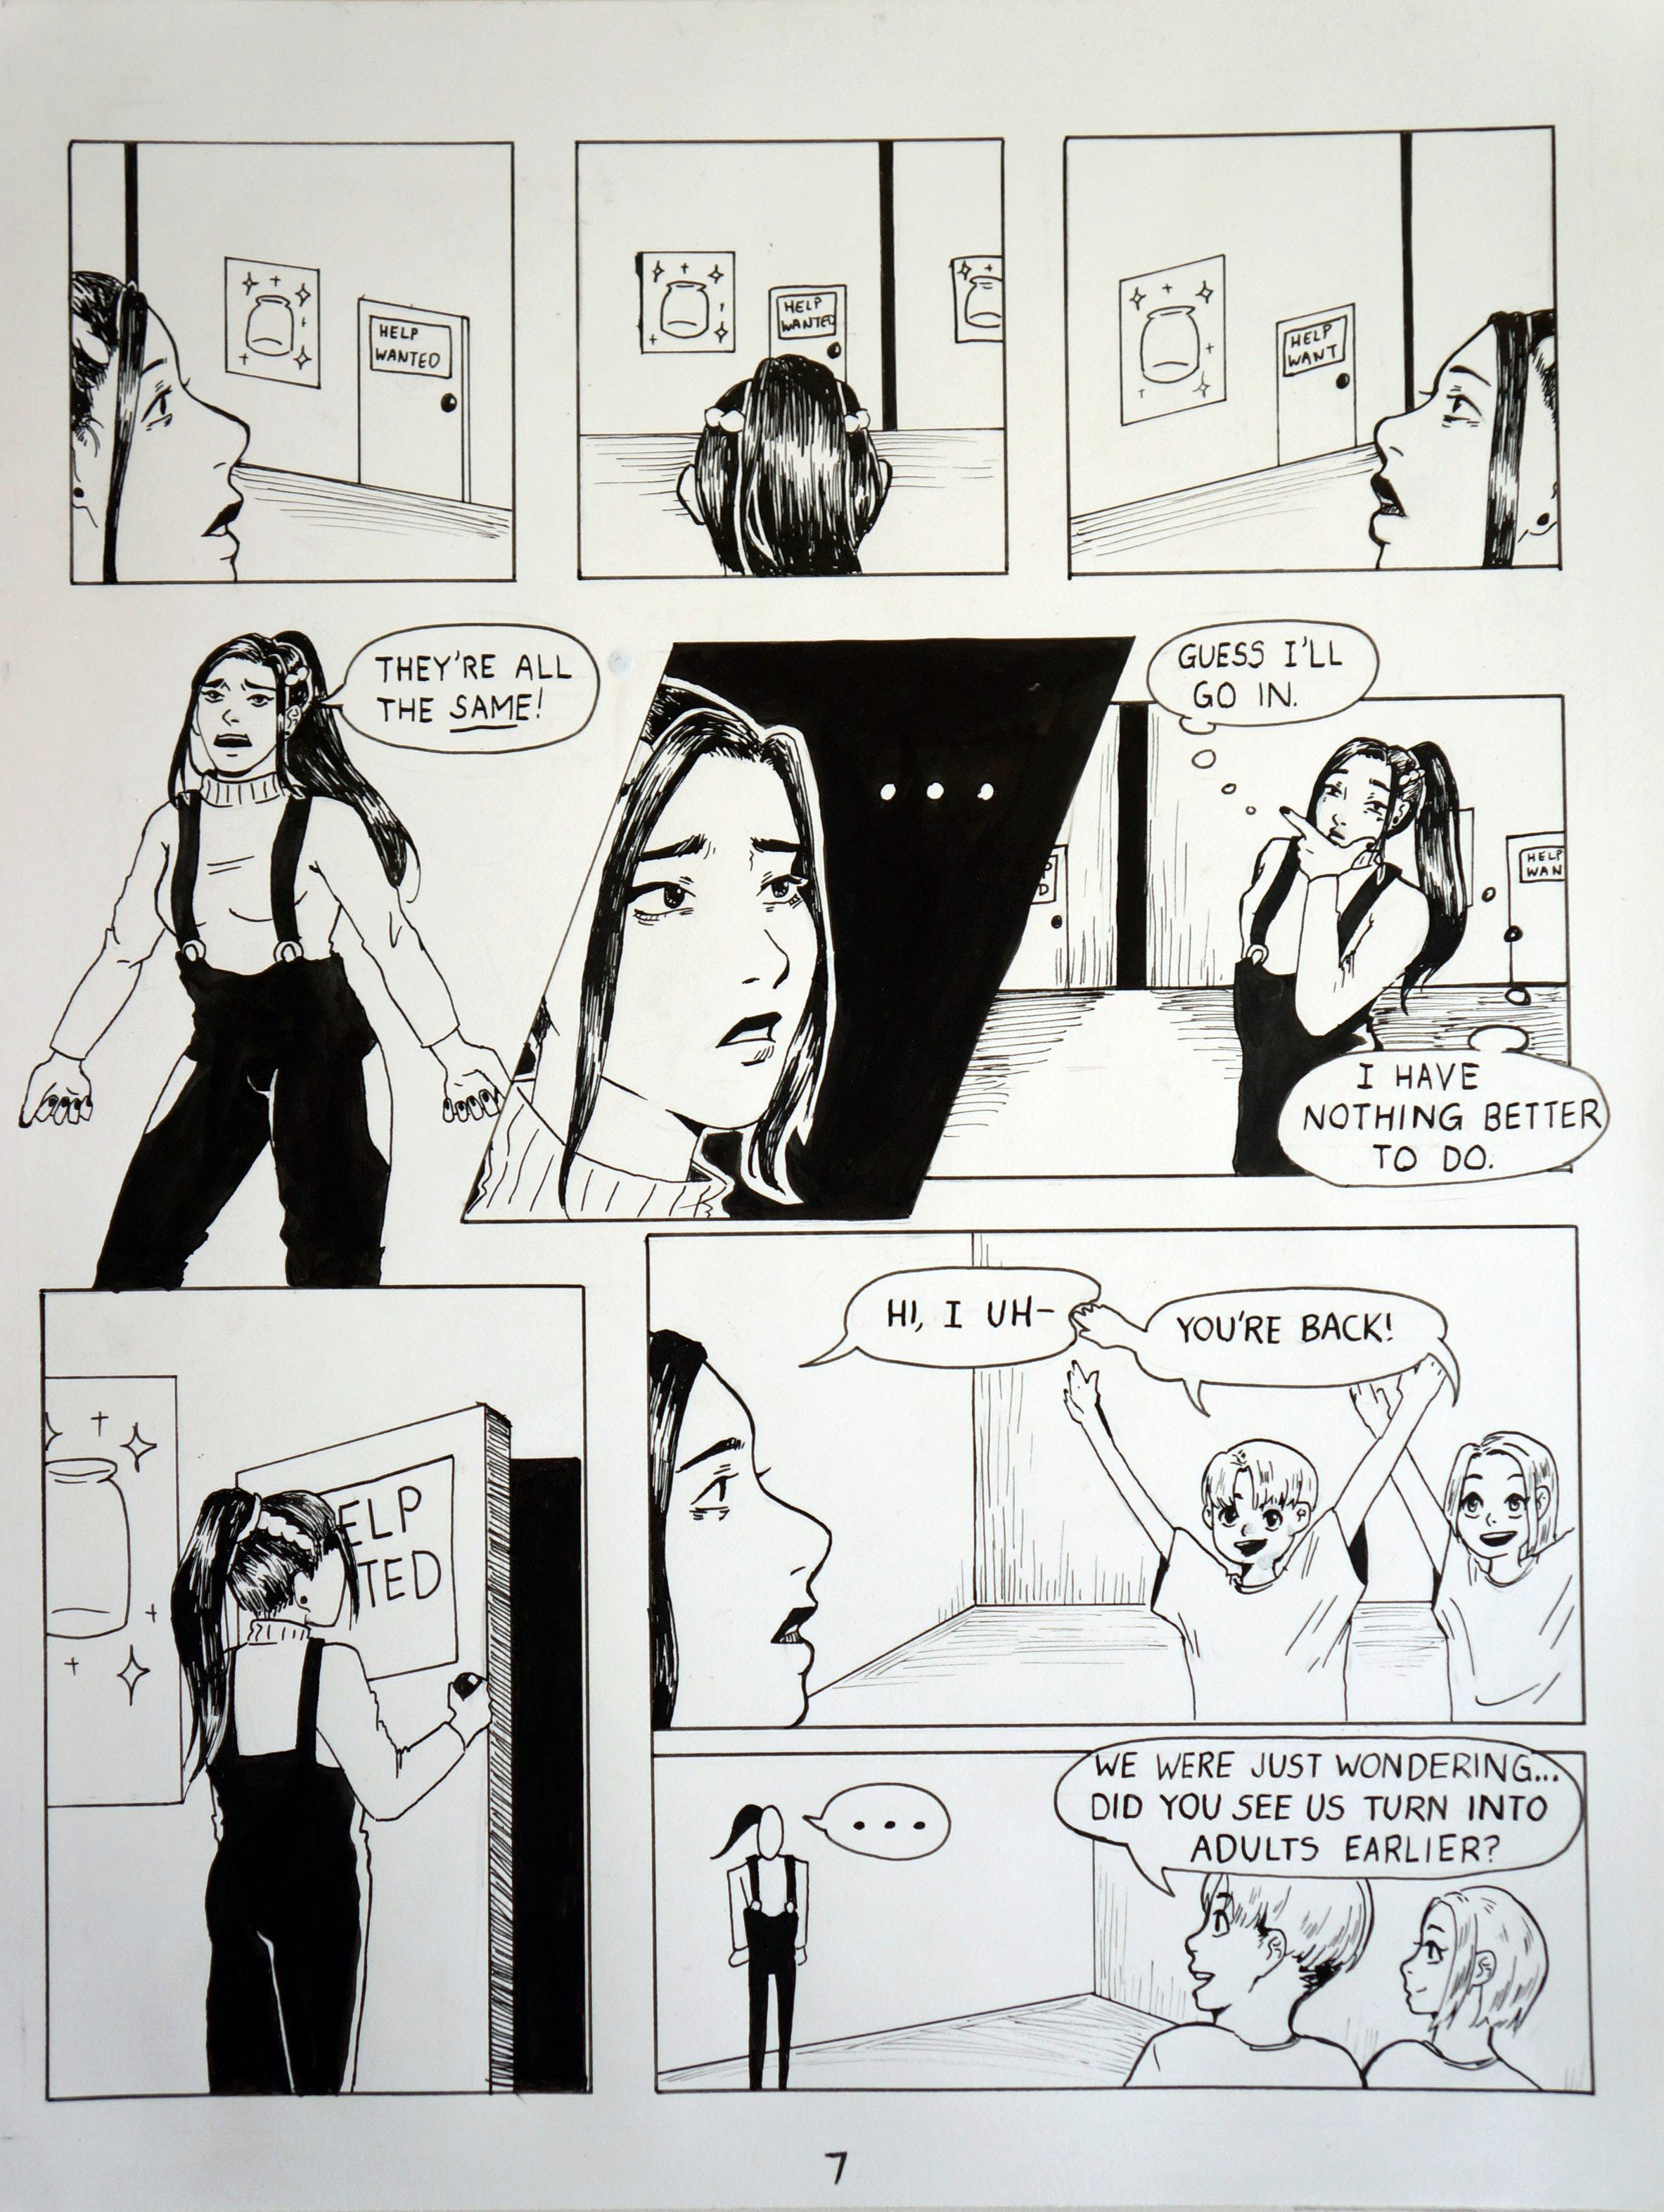 HELP
WANTED
HELP
WANTED
HELP
WANT
THEY'RE ALL
THE SAME!
...
GUESS I'LL
GO IN.
P
D
HELP
WAN
I HAVE
NOTHING BETTER
TO DO.
ELP
TED
HI, I UH-
YOU'RE BACK!
...
WE WERE JUST WONDERING...
DID YOU SEE US TURN INTO
ADULTS EARLIER?
7